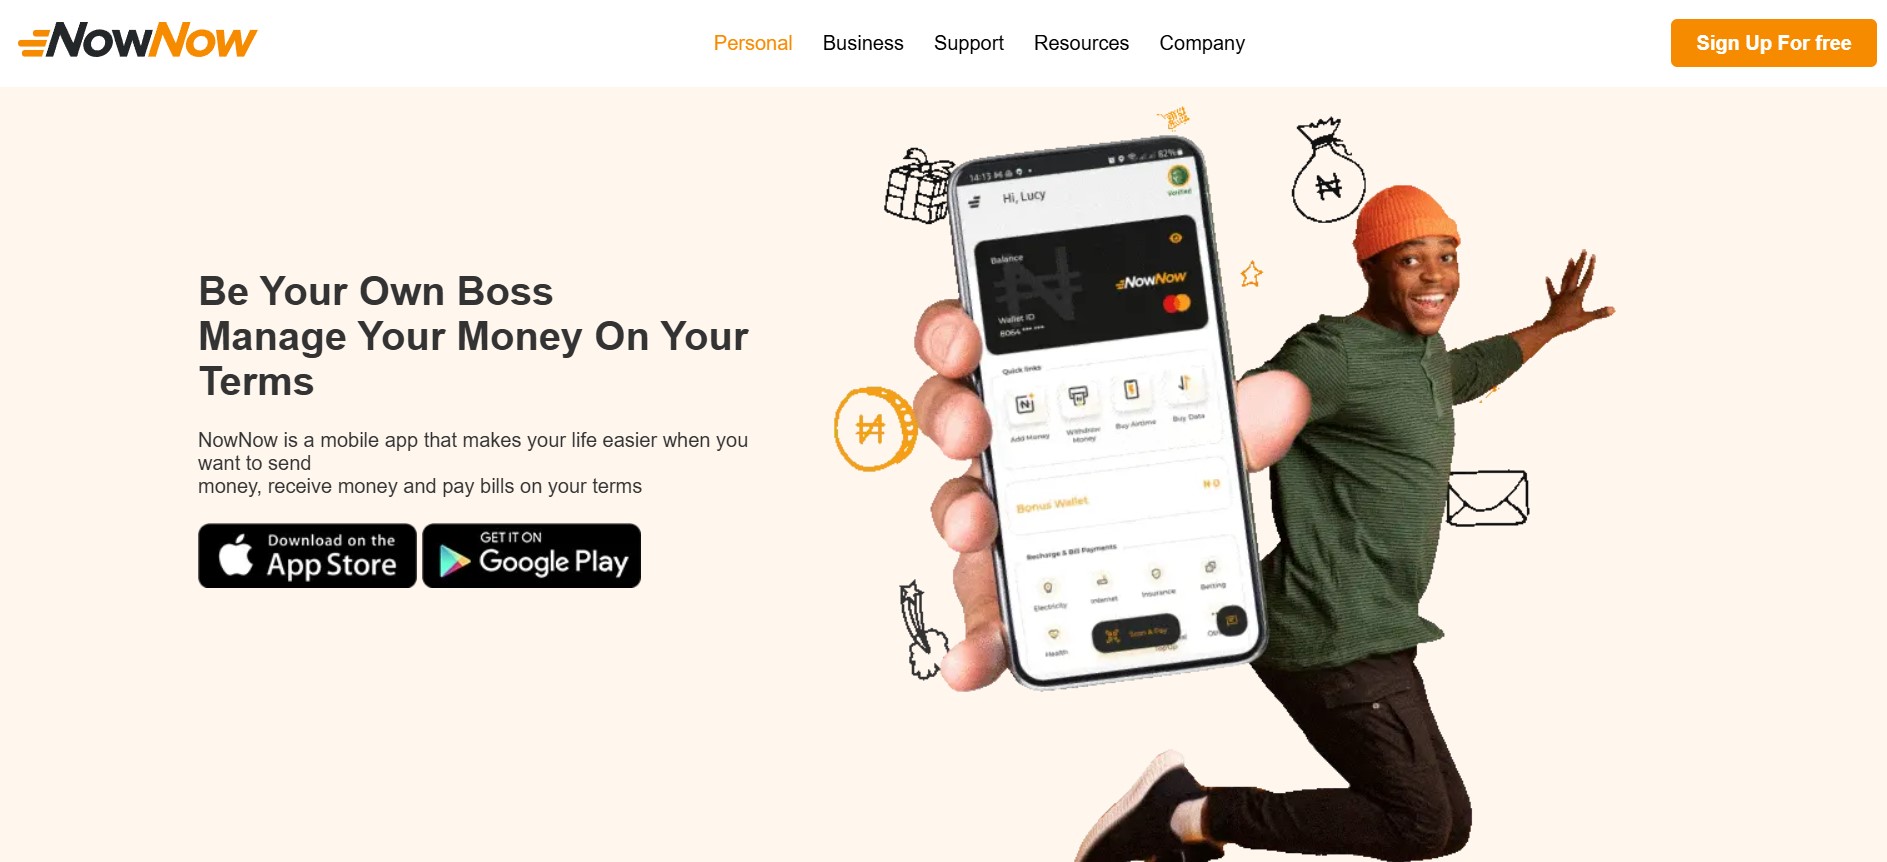 NowNow
Personal Business Support Resources Company
Sign Up For free
Be Your Own Boss
Manage Your Money On Your
Terms
NowNow is a mobile app that makes your life easier when you
want to send
money, receive money and pay bills on your terms
Download on the
App Store
GET IT ON
Google Play
14:13
82%
Hi, Lucy
Verified
Balance
NowNow
Wallet ID
8064 *** ***
Quick links
Add Money
Withdraw
Money
Buy Airtime
Buy Data
Bonus Wallet
₦0
Recharge & Bill Payments
Electricity
Internet
Insurance
Betting
Health
Scan & Pay
₦
₦